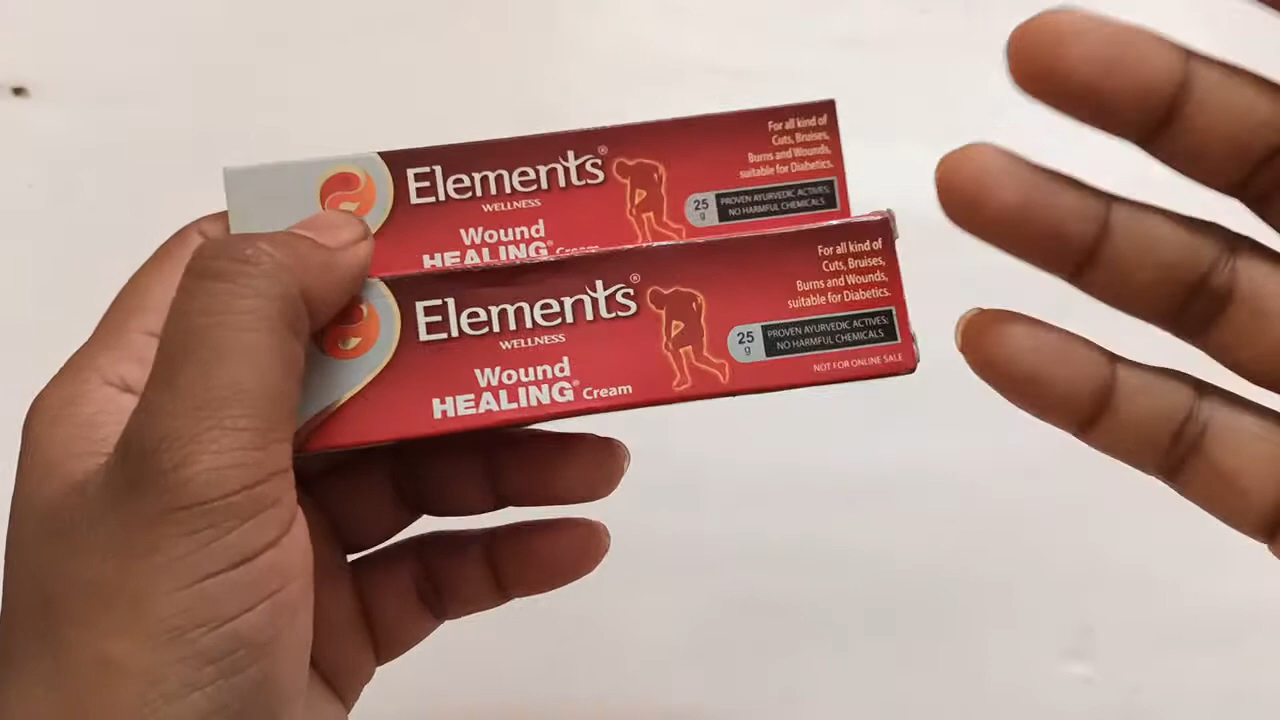 Elements®
WELLNESS
Wound
HEALING® Cream
For all kind of
Cuts, Bruises,
Burns and Wounds,
suitable for Diabetics.
25
g
PROVEN AYURVEDIC ACTIVES:
NO HARMFUL CHEMICALS
Elements®
WELLNESS
Wound
HEALING® Cream
For all kind of
Cuts, Bruises,
Burns and Wounds,
suitable for Diabetics.
25
g
PROVEN AYURVEDIC ACTIVES:
NO HARMFUL CHEMICALS
NOT FOR ONLINE SALE